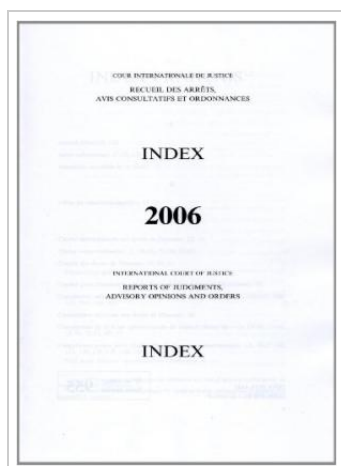 COUR INTERNATIONALE DE JUSTICE
RECUEIL DES ARRÊTS,
AVIS CONSULTATIFS ET ORDONNANCES
INDEX
2006
INTERNATIONAL COURT OF JUSTICE
REPORTS OF JUDGMENTS,
ADVISORY OPINIONS AND ORDERS
INDEX